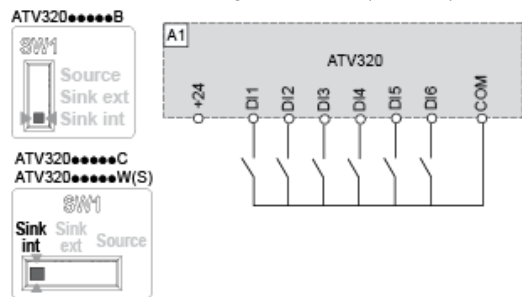 ATV320●●●●●B
SW1
Source
Sink ext
Sink int
A1
ATV320
+24
DI1
DI2
DI3
DI4
DI5
DI6
COM
ATV320●●●●●C
ATV320●●●●●W(S)
SW1
Sink int
Sink ext
Source